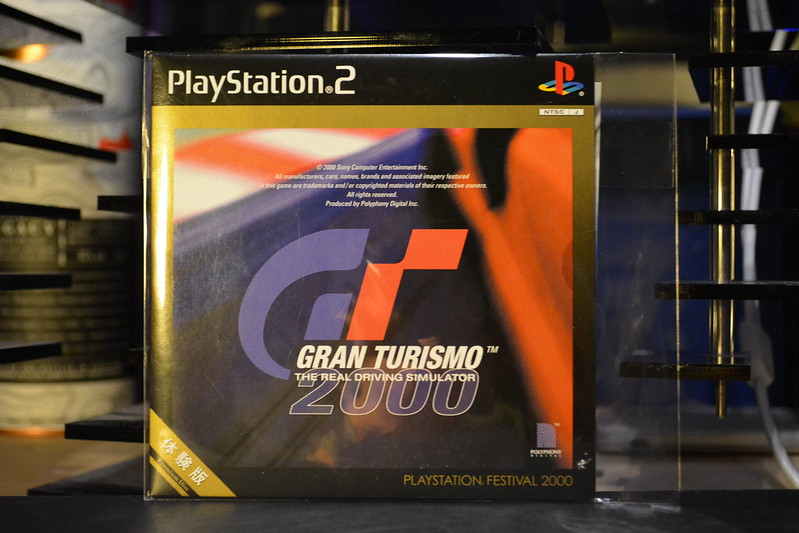 PlayStation®2
NTSC J
© 2000 Sony Computer Entertainment Inc.
All manufacturers, cars, names, brands and associated imagery featured
in this game are trademarks and/or copyrighted materials of their respective owners.
All rights reserved.
Produced by Polyphony Digital Inc.
GRAN TURISMO™
THE REAL DRIVING SIMULATOR
2000
POLYPHONY
DIGITAL
体験版
PLAYSTATION. FESTIVAL 2000